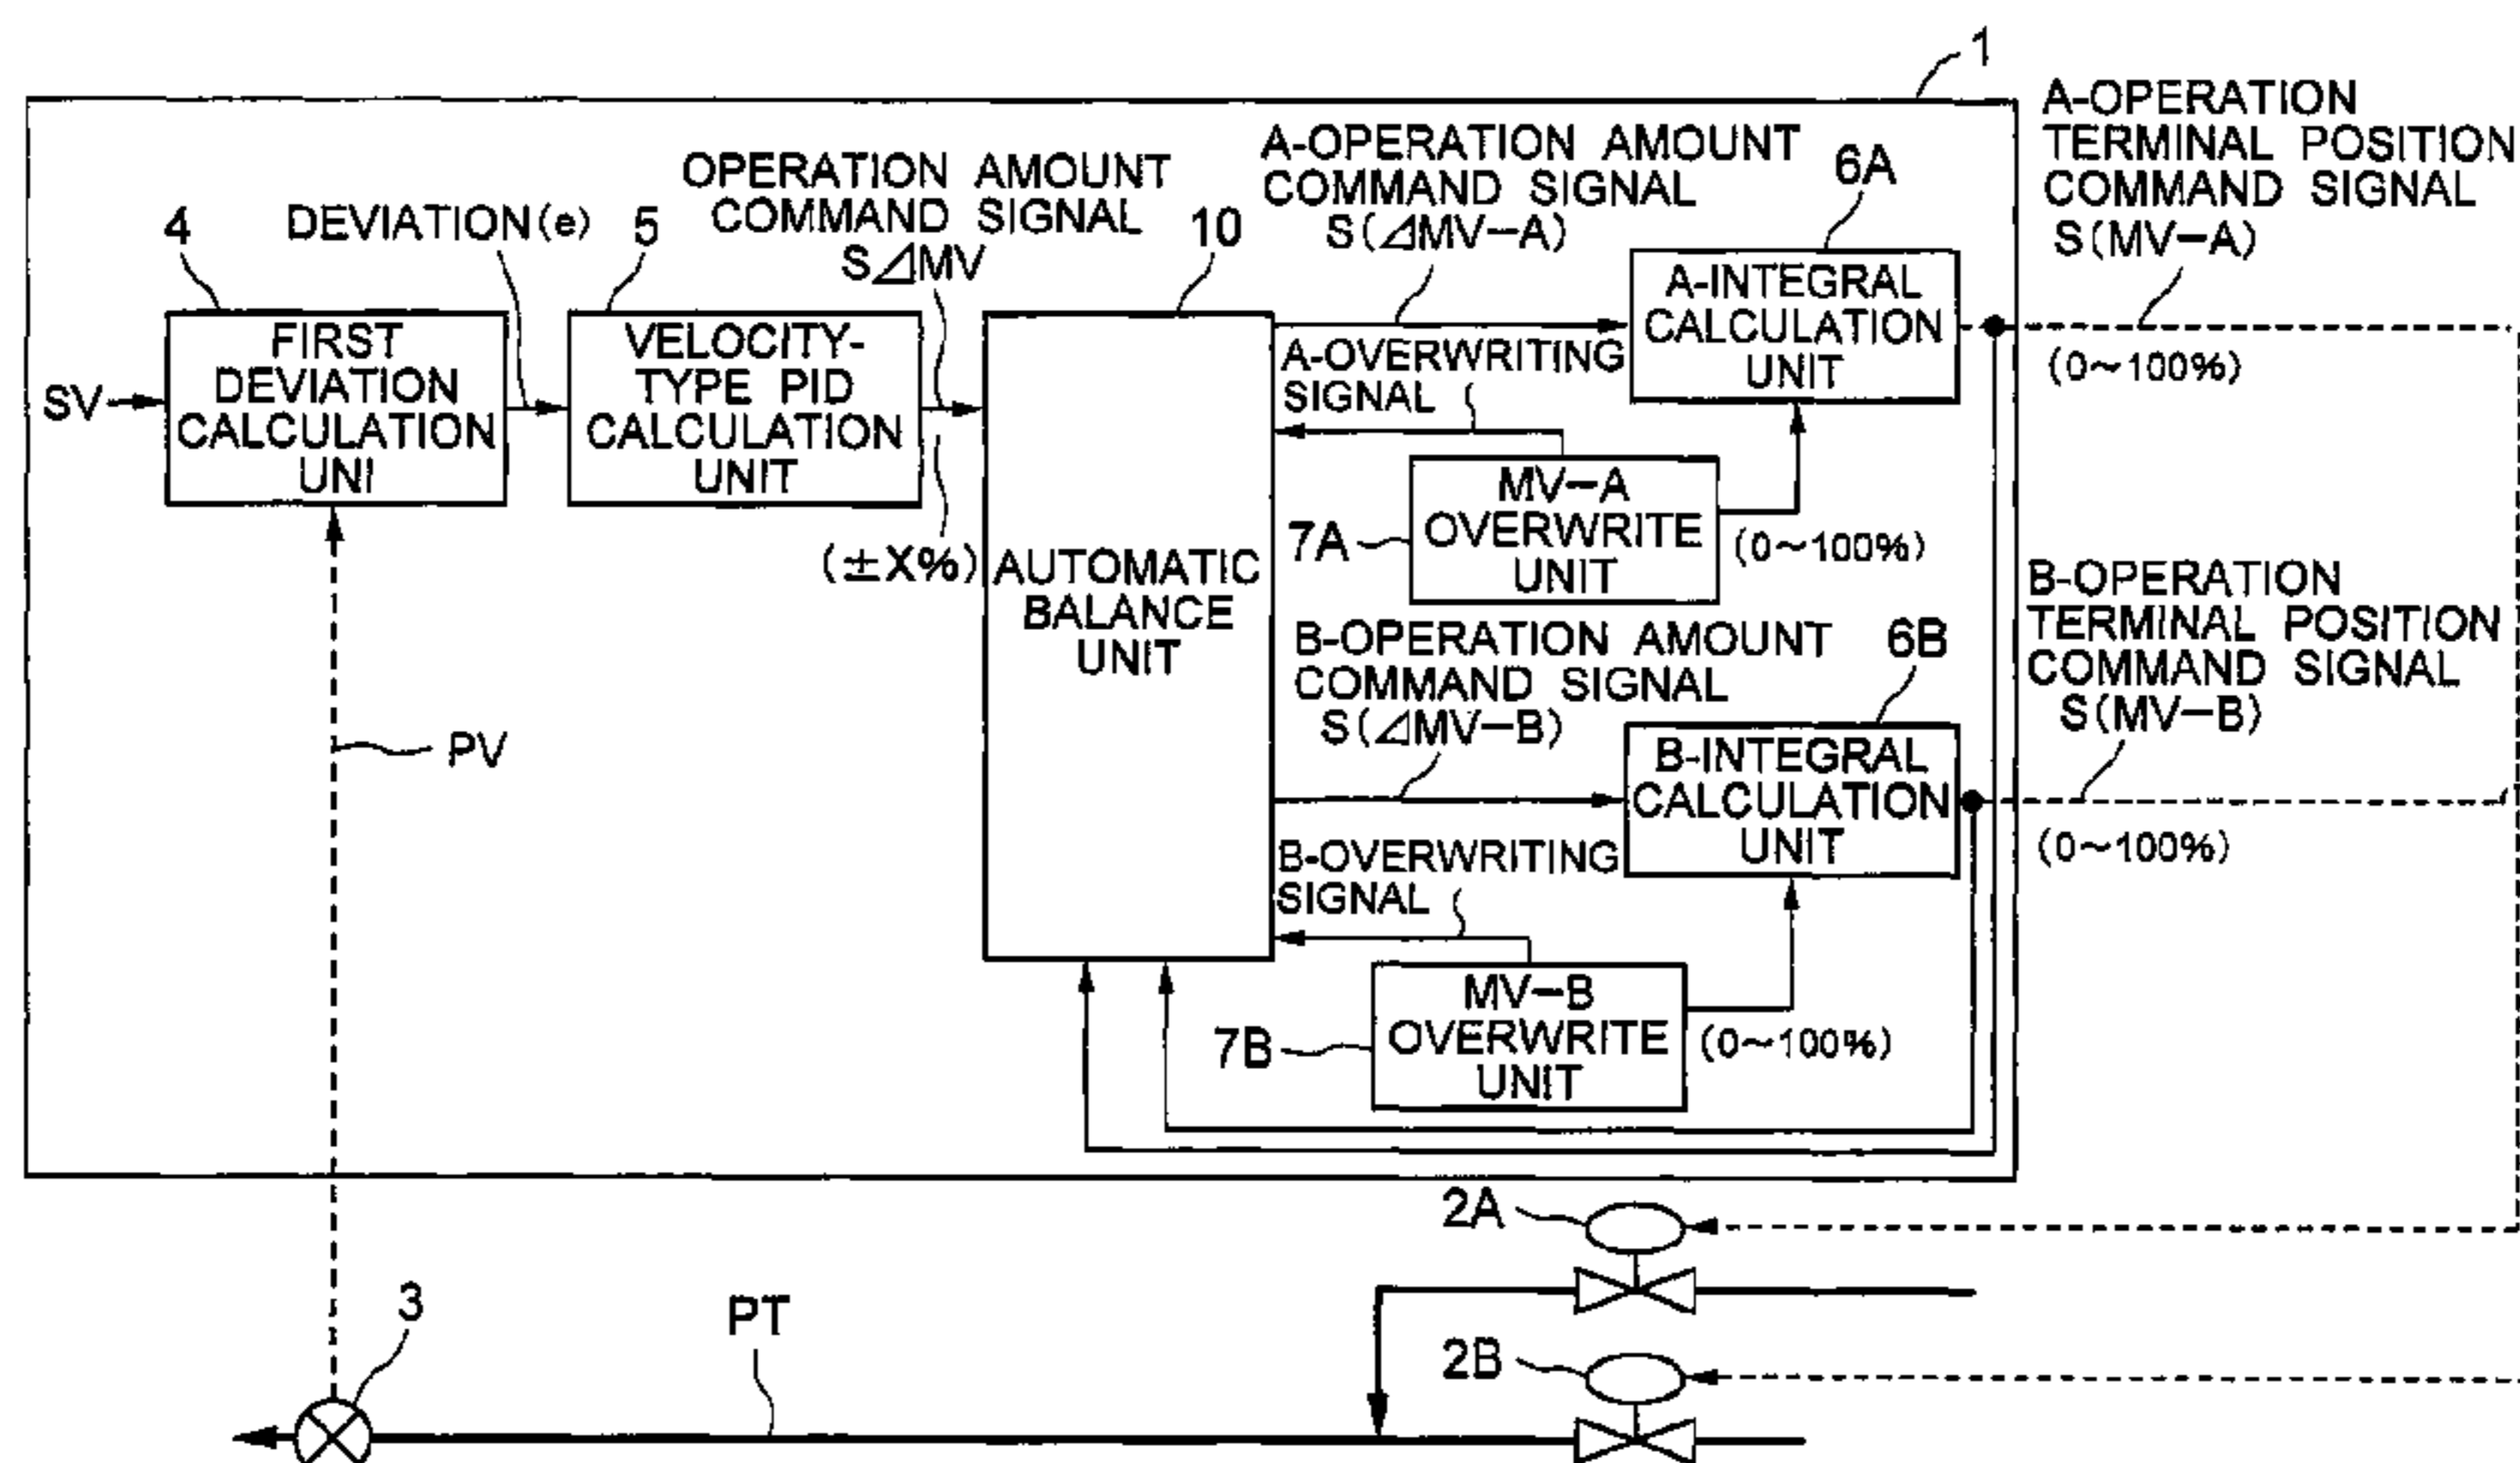 1
A-OPERATION
TERMINAL POSITION
COMMAND SIGNAL
S(MV-A)
(0~100%)
A-OPERATION AMOUNT
COMMAND SIGNAL
S(⊿MV-A)
6A
OPERATION AMOUNT
COMMAND SIGNAL
S⊿MV
(±X%)
4
DEVIATION(e)
5
10
SV
FIRST
DEVIATION
CALCULATION
UNI
VELOCITY-
TYPE PID
CALCULATION
UNIT
AUTOMATIC
BALANCE
UNIT
A-INTEGRAL
CALCULATION
UNIT
A-OVERWRITING
SIGNAL
7A
MV-A
OVERWRITE
UNIT
(0~100%)
B-OPERATION
TERMINAL POSITION
COMMAND SIGNAL
S(MV-B)
(0~100%)
B-OPERATION AMOUNT
COMMAND SIGNAL
S(⊿MV-B)
6B
B-INTEGRAL
CALCULATION
UNIT
B-OVERWRITING
SIGNAL
7B
MV-B
OVERWRITE
UNIT
(0~100%)
PV
2A
2B
3
PT